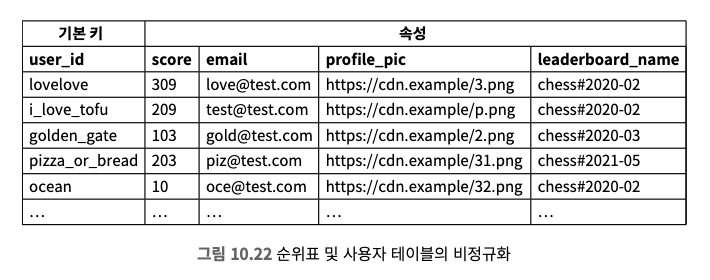 기본 키 속성
user_id score email profile_pic leaderboard_name
lovelove 309 love@test.com https://cdn.example/3.png chess#2020-02
i_love_tofu 209 test@test.com https://cdn.example/p.png chess#2020-02
golden_gate 103 gold@test.com https://cdn.example/2.png chess#2020-03
pizza_or_bread 203 piz@test.com https://cdn.example/31.png chess#2021-05
ocean 10 oce@test.com https://cdn.example/32.png chess#2020-02
… … … … …
그림 10.22 순위표 및 사용자 테이블의 비정규화